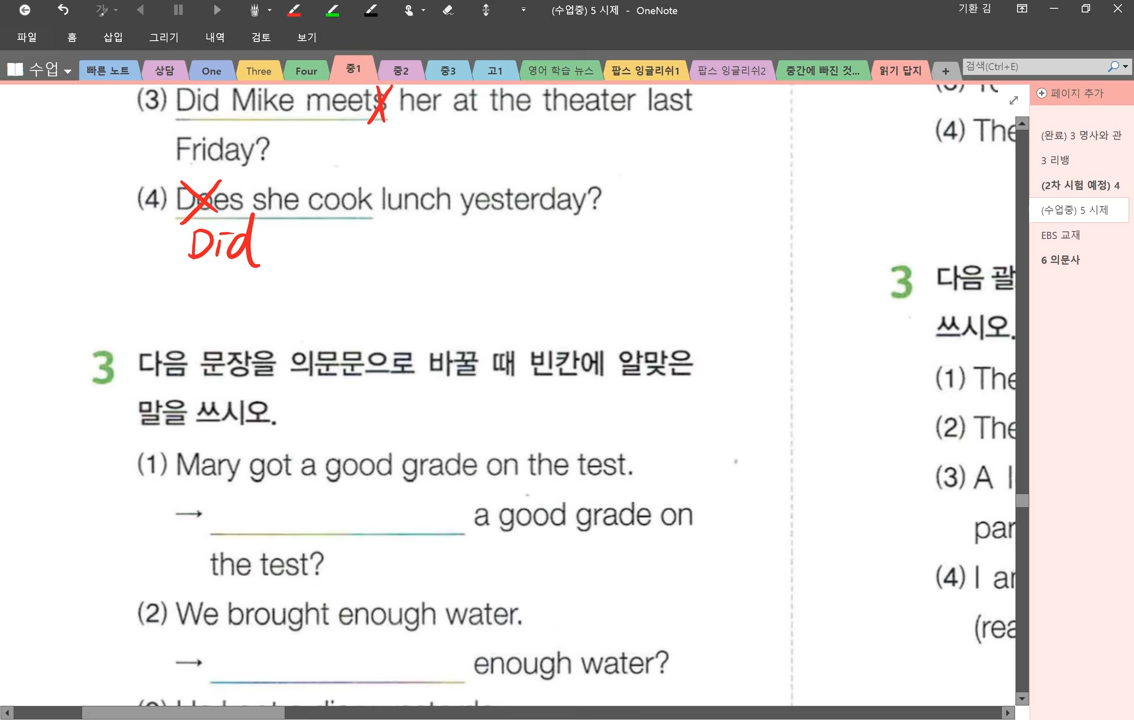 (수업중) 5 시제 - OneNote
기환 김
파일 홈 삽입 그리기 내역 검토 보기
수업 빠른 노트 상담 One Three Four 중1 중2 중3 고1 영어 학습 뉴스 팝스 잉글리쉬1 팝스 잉글리쉬2 중간에 빠진 것... 읽기 답지 + 검색(Ctrl+E)
페이지 추가
(완료) 3 명사와 관
3 리뱅
(2차 시험 예정) 4
(수업중) 5 시제
EBS 교재
6 의문사
(3) Did Mike meets her at the theater last
Friday?
(4) Does she cook lunch yesterday?
Did
3 다음 문장을 의문문으로 바꿀 때 빈칸에 알맞은
말을 쓰시오.
(1) Mary got a good grade on the test.
→ a good grade on
the test?
(2) We brought enough water.
→ enough water?
(4) The
3 다음 괄
쓰시오.
(1) The
(2) The
(3) A l
par
(4) I ar
(rea